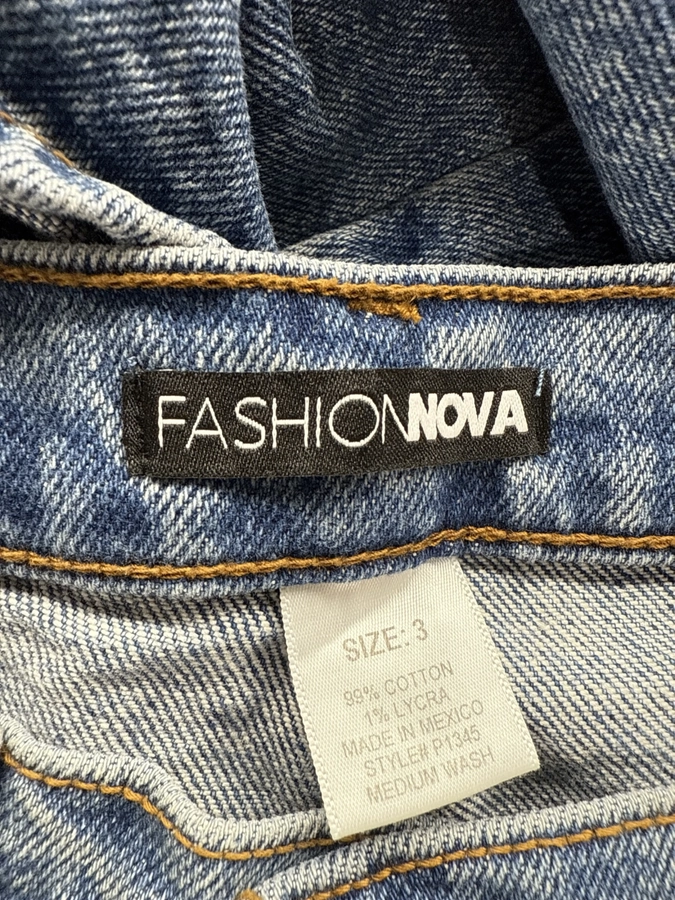 FASHIONNOVA
SIZE: 3
99% COTTON
1% LYCRA
MADE IN MEXICO
STYLE# P1345
MEDIUM WASH